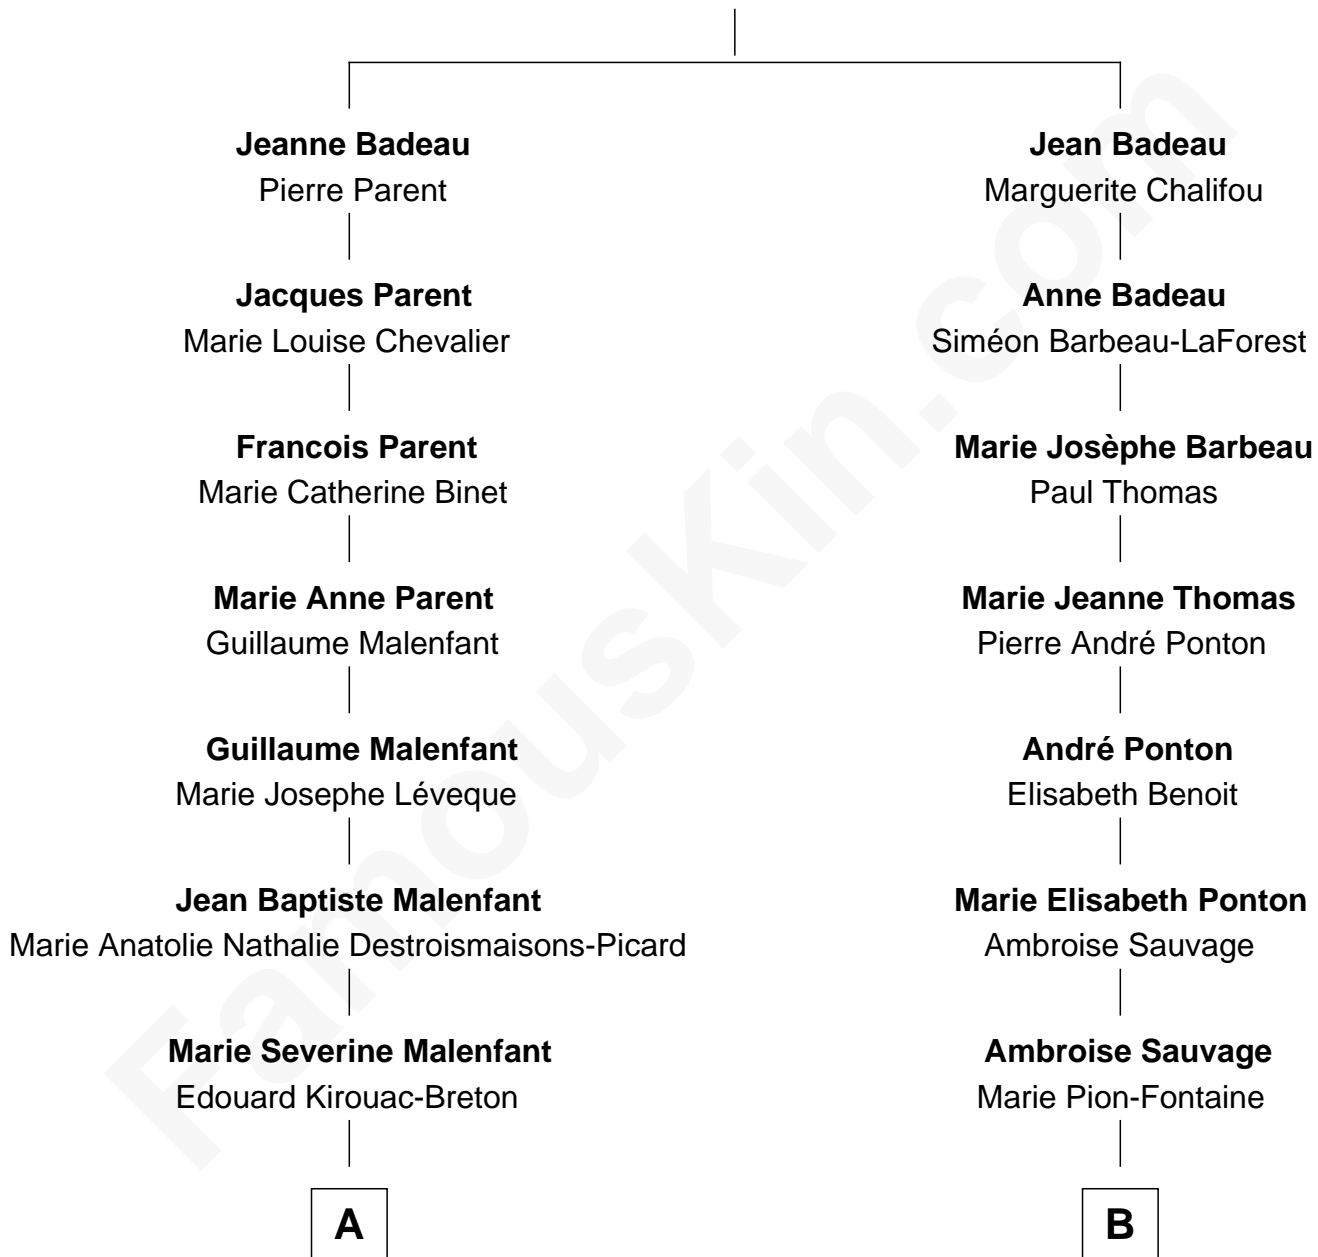 Jeanne Badeau
Pierre Parent
Jacques Parent
Marie Louise Chevalier
Francois Parent
Marie Catherine Binet
Marie Anne Parent
Guillaume Malenfant
Guillaume Malenfant
Marie Josephe Léveque
Jean Baptiste Malenfant
Marie Anatolie Nathalie Destroismaisons-Picard
Marie Severine Malenfant
Edouard Kirouac-Breton
A
Jean Badeau
Marguerite Chalifou
Anne Badeau
Siméon Barbeau-LaForest
Marie Josèphe Barbeau
Paul Thomas
Marie Jeanne Thomas
Pierre André Ponton
André Ponton
Elisabeth Benoit
Marie Elisabeth Ponton
Ambroise Sauvage
Ambroise Sauvage
Marie Pion-Fontaine
B
FamousKin.com